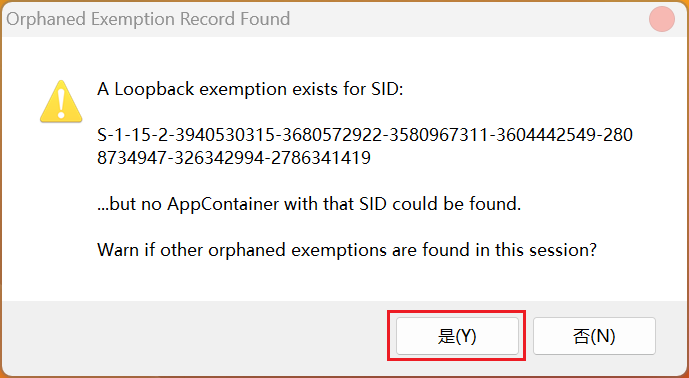 Orphaned Exemption Record Found
A Loopback exemption exists for SID:
S-1-15-2-3940530315-3680572922-3580967311-3604442549-280
8734947-326342994-2786341419
...but no AppContainer with that SID could be found.
Warn if other orphaned exemptions are found in this session?
是(Y)
否(N)